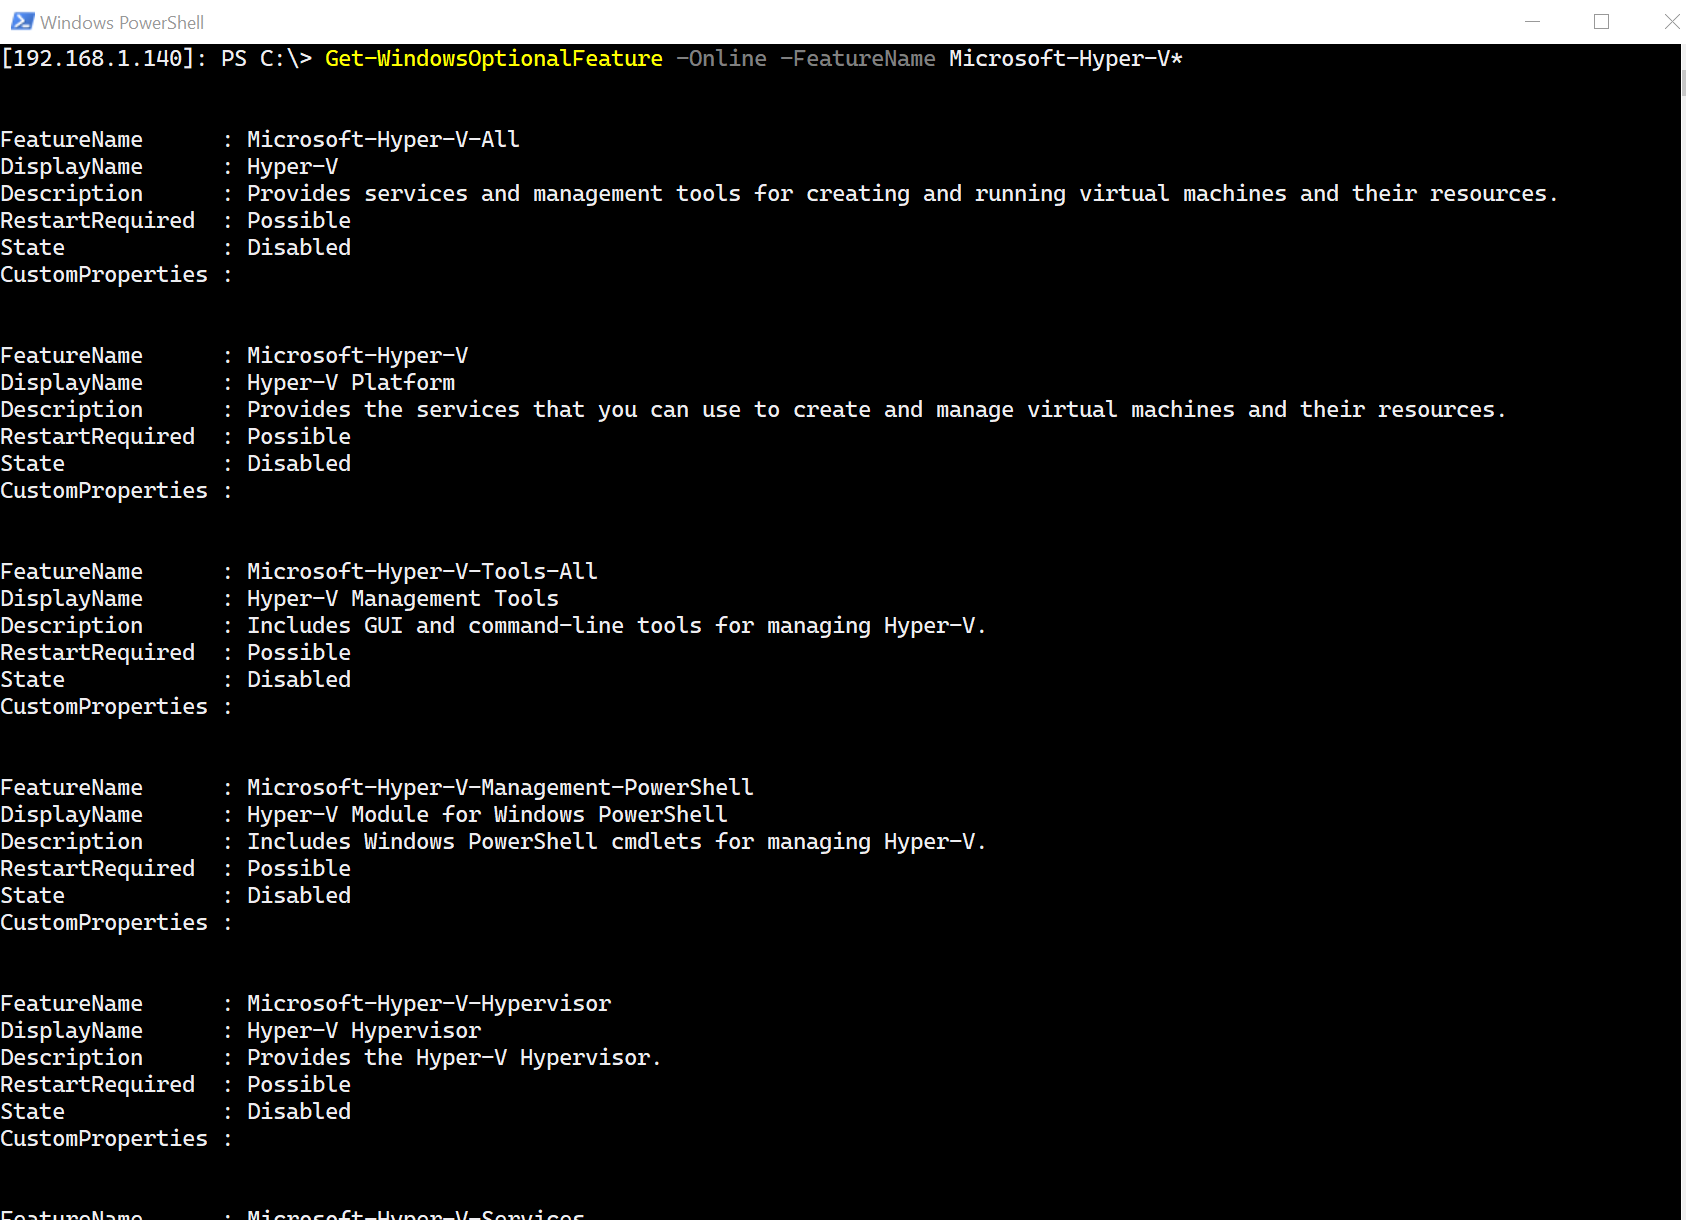 Windows PowerShell
[192.168.1.140]: PS C:\> Get-WindowsOptionalFeature -Online -FeatureName Microsoft-Hyper-V*
FeatureName      : Microsoft-Hyper-V-All
DisplayName      : Hyper-V
Description      : Provides services and management tools for creating and running virtual machines and their resources.
RestartRequired  : Possible
State            : Disabled
CustomProperties :
FeatureName      : Microsoft-Hyper-V
DisplayName      : Hyper-V Platform
Description      : Provides the services that you can use to create and manage virtual machines and their resources.
RestartRequired  : Possible
State            : Disabled
CustomProperties :
FeatureName      : Microsoft-Hyper-V-Tools-All
DisplayName      : Hyper-V Management Tools
Description      : Includes GUI and command-line tools for managing Hyper-V.
RestartRequired  : Possible
State            : Disabled
CustomProperties :
FeatureName      : Microsoft-Hyper-V-Management-PowerShell
DisplayName      : Hyper-V Module for Windows PowerShell
Description      : Includes Windows PowerShell cmdlets for managing Hyper-V.
RestartRequired  : Possible
State            : Disabled
CustomProperties :
FeatureName      : Microsoft-Hyper-V-Hypervisor
DisplayName      : Hyper-V Hypervisor
Description      : Provides the Hyper-V Hypervisor.
RestartRequired  : Possible
State            : Disabled
CustomProperties :
FeatureName      : Microsoft-Hyper-V-Services